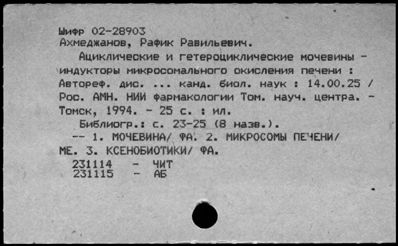 Шифр 02-28903
Ахмеджанов, Рафик Равильевич.
Ациклические и гетероциклические мочевины -
индукторы микросомального окисления печени :
Автореф. дис. ... канд. биол. наук : 14.00.25 /
Рос. АМН. НИИ фармакологии Том. науч. центра. -
Томск, 1994. - 25 с. : ил.
Библиогр.: с. 23-25 (8 назв.).
-- 1. МОЧЕВИНА/ ФА. 2. МИКРОСОМЫ ПЕЧЕНИ/
МЕ. 3. КСЕНОБИОТИКИ/ ФА.
231114 - ЧИТ
231115 - АБ